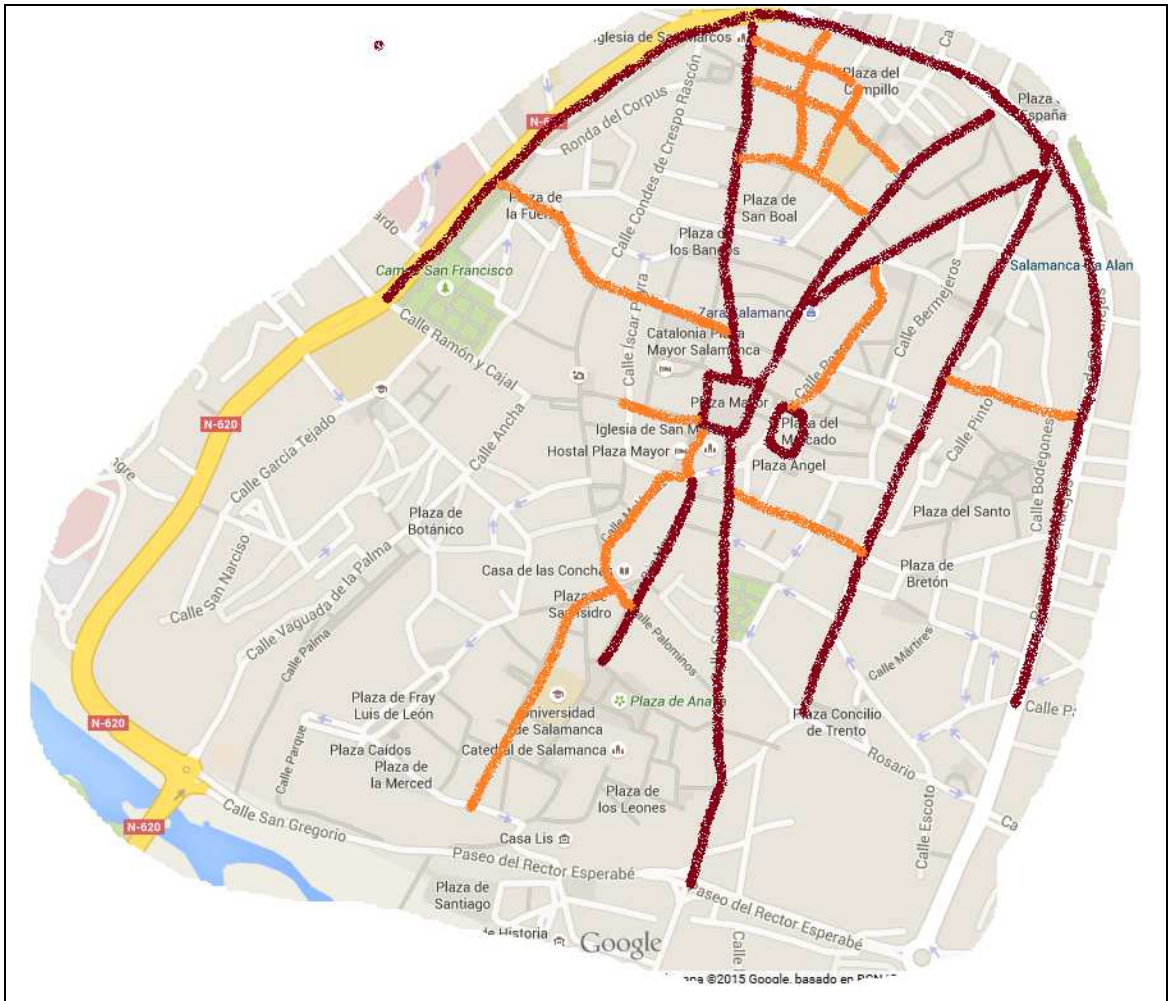 Iglesia de San Marcos
Plaza del
Campillo
Plaza
España
Ronda del Corpus
Calle Condes de Crespo Rascón
Plaza de
la Fuente
Plaza de
San Boal
Plaza
los Bancos
Campo San Francisco
Calle Ramón y Cajal
Calle Ancha
Zara Salamanca
Catalonia Plaza
Mayor Salamanca
Calle Bermejeros
Salamanca-La Alam
Plaza Mayor
Iglesia de San M
Hostal Plaza Mayor
Plaza del
Mercado
Plaza Angel
Calle Pinto
Calle Bodegones
Plaza del Santo
N-620
Calle García Tejado
Plaza de
Botánico
Calle San Narciso
Calle Vaguada de la Palma
Calle Palma
Casa de las Conchas
Plaza de
San Isidro
Calle Palominos
Plaza de
Bretón
Calle Mártires
Plaza de Fray
Luis de León
Universidad
de Salamanca
Plaza de Anaya
Plaza Concilio
de Trento
Rosario
Calle Parque
Plaza Caídos
Plaza de
la Merced
Catedral de Salamanca
Plaza de
los Leones
Calle Escoto
N-620
N-620
Calle San Gregorio
Casa Lis
Paseo del Rector Esperabé
Paseo del Rector Esperabé
Plaza de
Santiago
de Historia
Google
©2015 Google, basado en